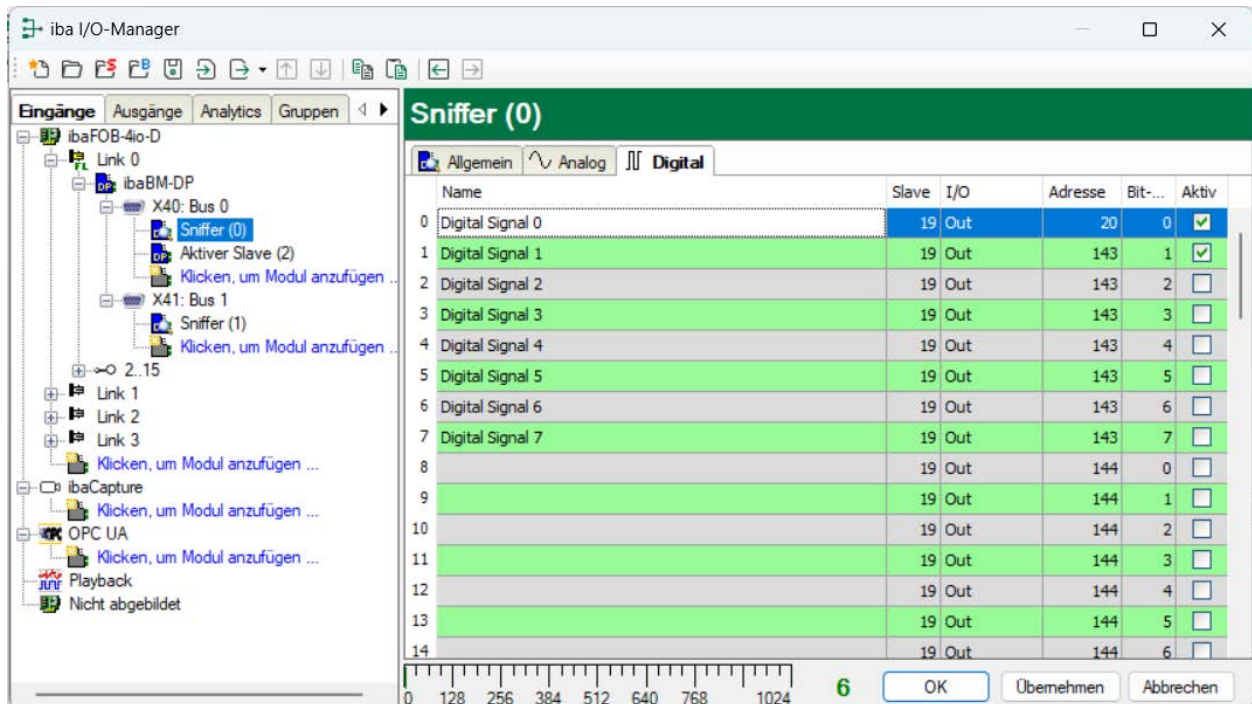 iba I/O-Manager
Eingänge Ausgänge Analytics Gruppen
ibaFOB-4io-D
Link 0
ibaBM-DP
X40: Bus 0
Sniffer (0)
Aktiver Slave (2)
Klicken, um Modul anzufügen ..
X41: Bus 1
Sniffer (1)
Klicken, um Modul anzufügen ..
2..15
Link 1
Link 2
Link 3
Klicken, um Modul anzufügen ...
ibaCapture
Klicken, um Modul anzufügen ...
OPC UA
Klicken, um Modul anzufügen ...
Playback
Nicht abgebildet
Sniffer (0)
Allgemein Analog Digital
Name Slave I/O Adresse Bit-... Aktiv
0 Digital Signal 0 19 Out 20 0
1 Digital Signal 1 19 Out 143 1
2 Digital Signal 2 19 Out 143 2
3 Digital Signal 3 19 Out 143 3
4 Digital Signal 4 19 Out 143 4
5 Digital Signal 5 19 Out 143 5
6 Digital Signal 6 19 Out 143 6
7 Digital Signal 7 19 Out 143 7
8 19 Out 144 0
9 19 Out 144 1
10 19 Out 144 2
11 19 Out 144 3
12 19 Out 144 4
13 19 Out 144 5
14 19 Out 144 6
0 128 256 384 512 640 768 1024
6 OK Übernehmen Abbrechen